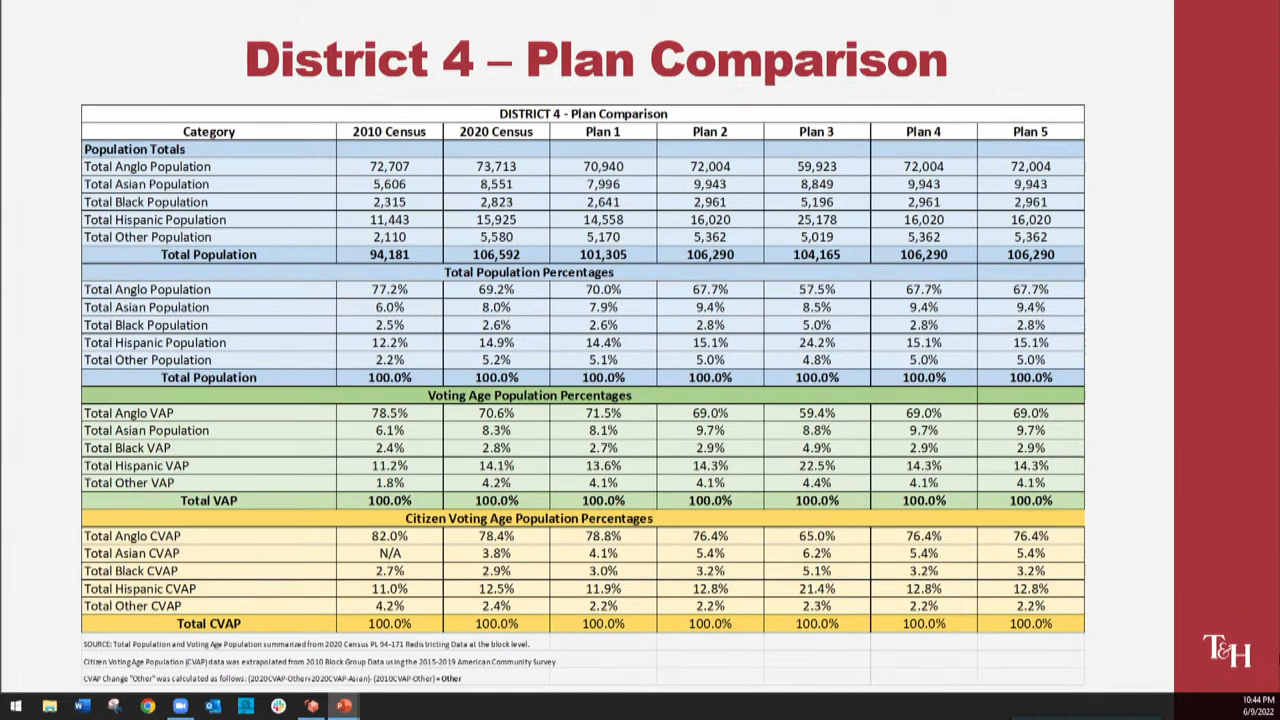 District 4 – Plan Comparison
DISTRICT 4 - Plan Comparison
Category 2010 Census 2020 Census Plan 1 Plan 2 Plan 3 Plan 4 Plan 5
Population Totals
Total Anglo Population 72,707 73,713 70,940 72,004 59,923 72,004 72,004
Total Asian Population 5,606 8,551 7,996 9,943 8,849 9,943 9,943
Total Black Population 2,315 2,823 2,641 2,961 5,196 2,961 2,961
Total Hispanic Population 11,443 15,925 14,558 16,020 25,178 16,020 16,020
Total Other Population 2,110 5,580 5,170 5,362 5,019 5,362 5,362
Total Population 94,181 106,592 101,305 106,290 104,165 106,290 106,290
Total Population Percentages
Total Anglo Population 77.2% 69.2% 70.0% 67.7% 57.5% 67.7% 67.7%
Total Asian Population 6.0% 8.0% 7.9% 9.4% 8.5% 9.4% 9.4%
Total Black Population 2.5% 2.6% 2.6% 2.8% 5.0% 2.8% 2.8%
Total Hispanic Population 12.2% 14.9% 14.4% 15.1% 24.2% 15.1% 15.1%
Total Other Population 2.2% 5.2% 5.1% 5.0% 4.8% 5.0% 5.0%
Total Population 100.0% 100.0% 100.0% 100.0% 100.0% 100.0% 100.0%
Voting Age Population Percentages
Total Anglo VAP 78.5% 70.6% 71.5% 69.0% 59.4% 69.0% 69.0%
Total Asian Population 6.1% 8.3% 8.1% 9.7% 8.8% 9.7% 9.7%
Total Black VAP 2.4% 2.8% 2.7% 2.9% 4.9% 2.9% 2.9%
Total Hispanic VAP 11.2% 14.1% 13.6% 14.3% 22.5% 14.3% 14.3%
Total Other VAP 1.8% 4.2% 4.1% 4.1% 4.4% 4.1% 4.1%
Total VAP 100.0% 100.0% 100.0% 100.0% 100.0% 100.0% 100.0%
Citizen Voting Age Population Percentages
Total Anglo CVAP 82.0% 78.4% 78.8% 76.4% 65.0% 76.4% 76.4%
Total Asian CVAP N/A 3.8% 4.1% 5.4% 6.2% 5.4% 5.4%
Total Black CVAP 2.7% 2.9% 3.0% 3.2% 5.1% 3.2% 3.2%
Total Hispanic CVAP 11.0% 12.5% 11.9% 12.8% 21.4% 12.8% 12.8%
Total Other CVAP 4.2% 2.4% 2.2% 2.2% 2.3% 2.2% 2.2%
Total CVAP 100.0% 100.0% 100.0% 100.0% 100.0% 100.0% 100.0%
SOURCE: Total Population and Voting Age Population summarized from 2020 Census PL 94-171 Redistricting Data at the block level.
Citizen Voting Age Population (CVAP) data was extrapolated from 2010 Block Group Data using the 2015-2019 American Community Survey
CVAP Change "Other" was calculated as follows: (2020CVAP-Other+2020CVAP-Asian)-(2010CVAP-Other) = Other
T&H
10:44 PM
6/9/2022